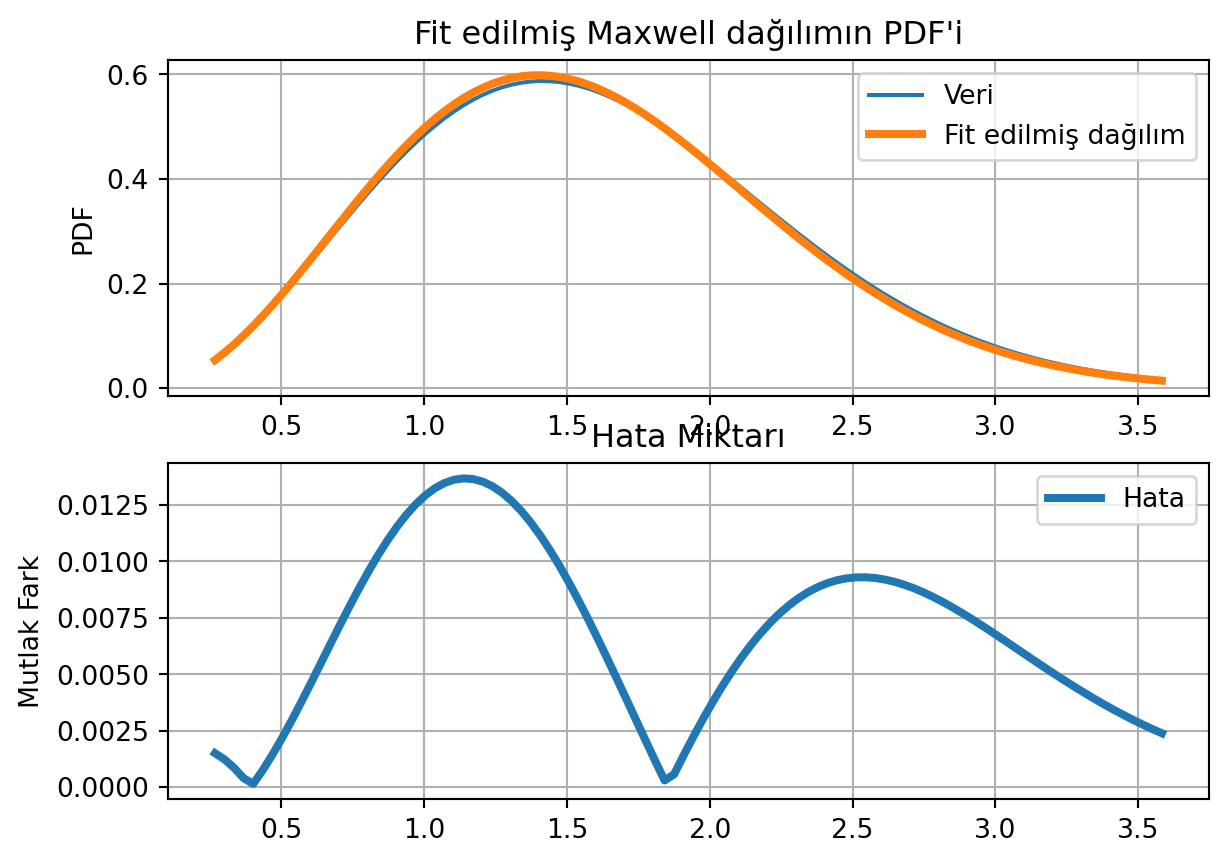 Fit edilmiş Maxwell dağılımın PDF'i
Veri
Fit edilmiş dağılım
PDF
0.6
0.4
0.2
0.0
0.5 1.0 1.5 2.0 2.5 3.0 3.5
Hata Miktarı
Hata
Mutlak Fark
0.0125
0.0100
0.0075
0.0050
0.0025
0.0000
0.5 1.0 1.5 2.0 2.5 3.0 3.5